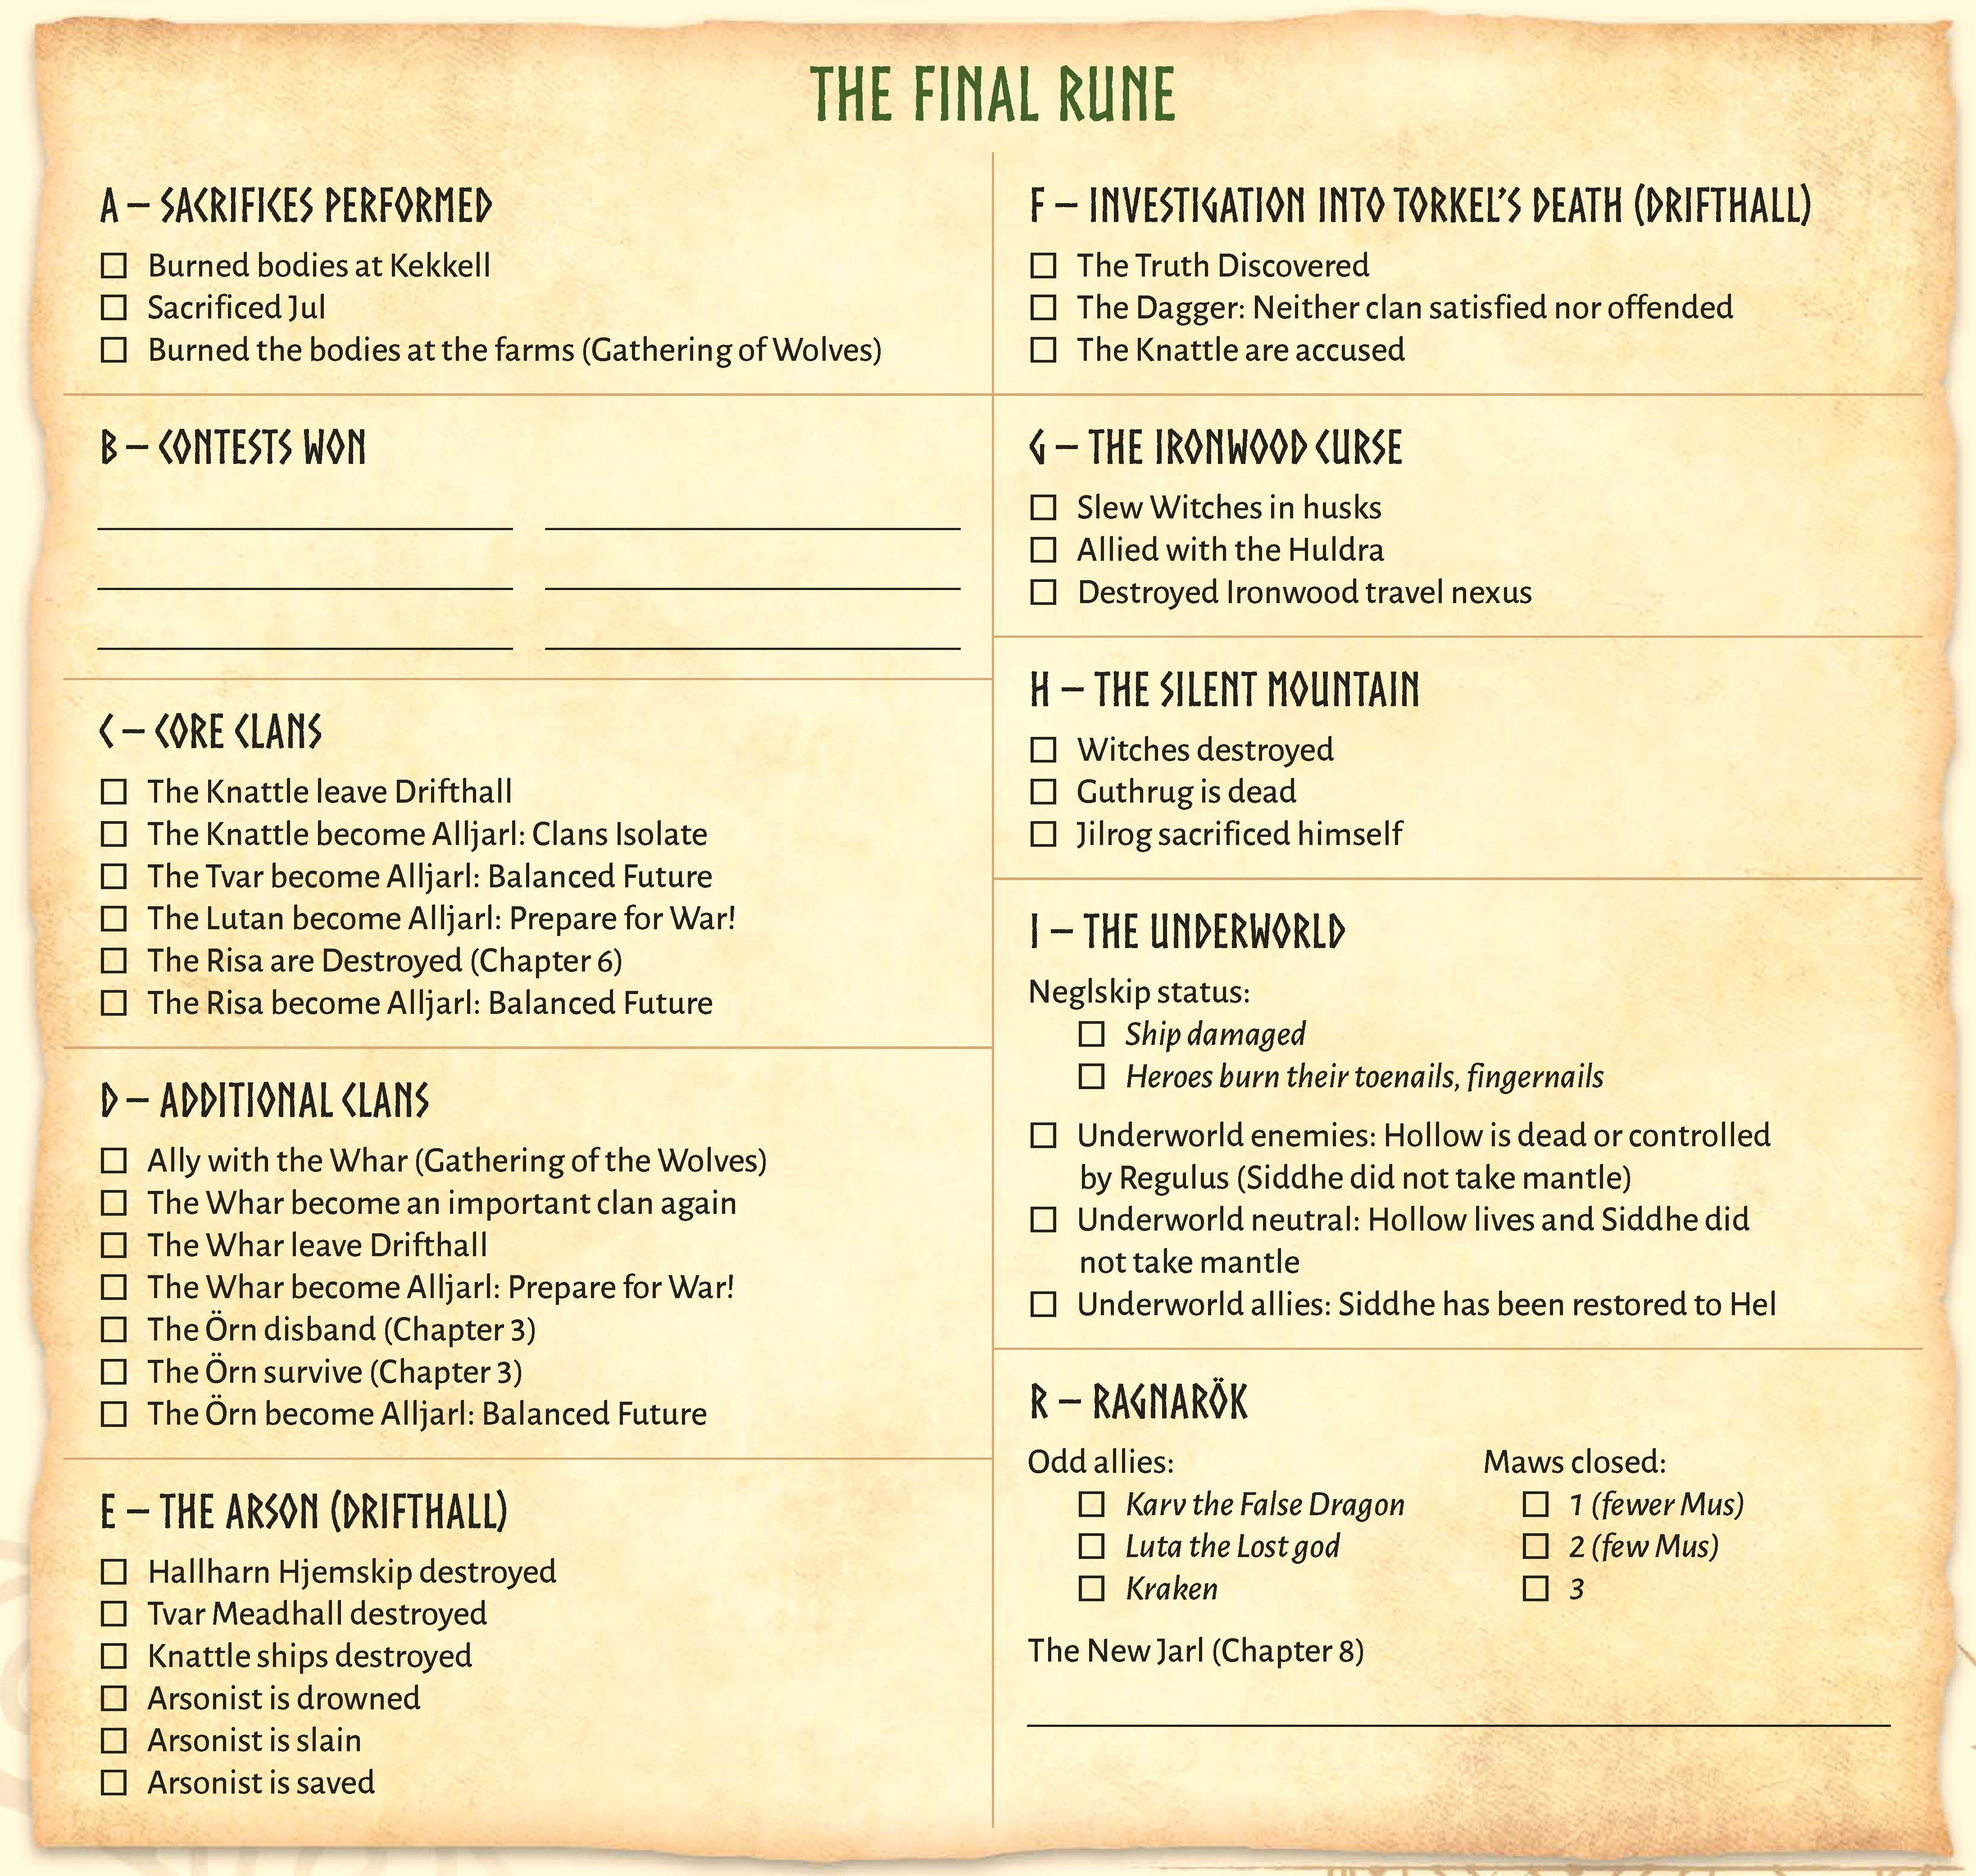 THE FINAL RUNE
A – SACRIFICES PERFORMED
Burned bodies at Kekkell
Sacrificed Jul
Burned the bodies at the farms (Gathering of Wolves)
B – CONTESTS WON
C – CORE CLANS
The Knattle leave Drifthall
The Knattle become Alljarl: Clans Isolate
The Tvar become Alljarl: Balanced Future
The Lutan become Alljarl: Prepare for War!
The Risa are Destroyed (Chapter 6)
The Risa become Alljarl: Balanced Future
D – ADDITIONAL CLANS
Ally with the Whar (Gathering of the Wolves)
The Whar become an important clan again
The Whar leave Drifthall
The Whar become Alljarl: Prepare for War!
The Örn disband (Chapter 3)
The Örn survive (Chapter 3)
The Örn become Alljarl: Balanced Future
E – THE ARSON (DRIFTHALL)
Hallharn Hjemskip destroyed
Tvar Meadhall destroyed
Knattle ships destroyed
Arsonist is drowned
Arsonist is slain
Arsonist is saved
F – INVESTIGATION INTO TORKEL'S DEATH (DRIFTHALL)
The Truth Discovered
The Dagger: Neither clan satisfied nor offended
The Knattle are accused
G – THE IRONWOOD CURSE
Slew Witches in husks
Allied with the Huldra
Destroyed Ironwood travel nexus
H – THE SILENT MOUNTAIN
Witches destroyed
Guthrug is dead
Jilrog sacrificed himself
I – THE UNDERWORLD
Neglskip status:
Ship damaged
Heroes burn their toenails, fingernails
Underworld enemies: Hollow is dead or controlled
by Regulus (Siddhe did not take mantle)
Underworld neutral: Hollow lives and Siddhe did
not take mantle
Underworld allies: Siddhe has been restored to Hel
R – RAGNARÖK
Odd allies:
Karv the False Dragon
Luta the Lost god
Kraken
Maws closed:
1 (fewer Mus)
2 (few Mus)
3
The New Jarl (Chapter 8)